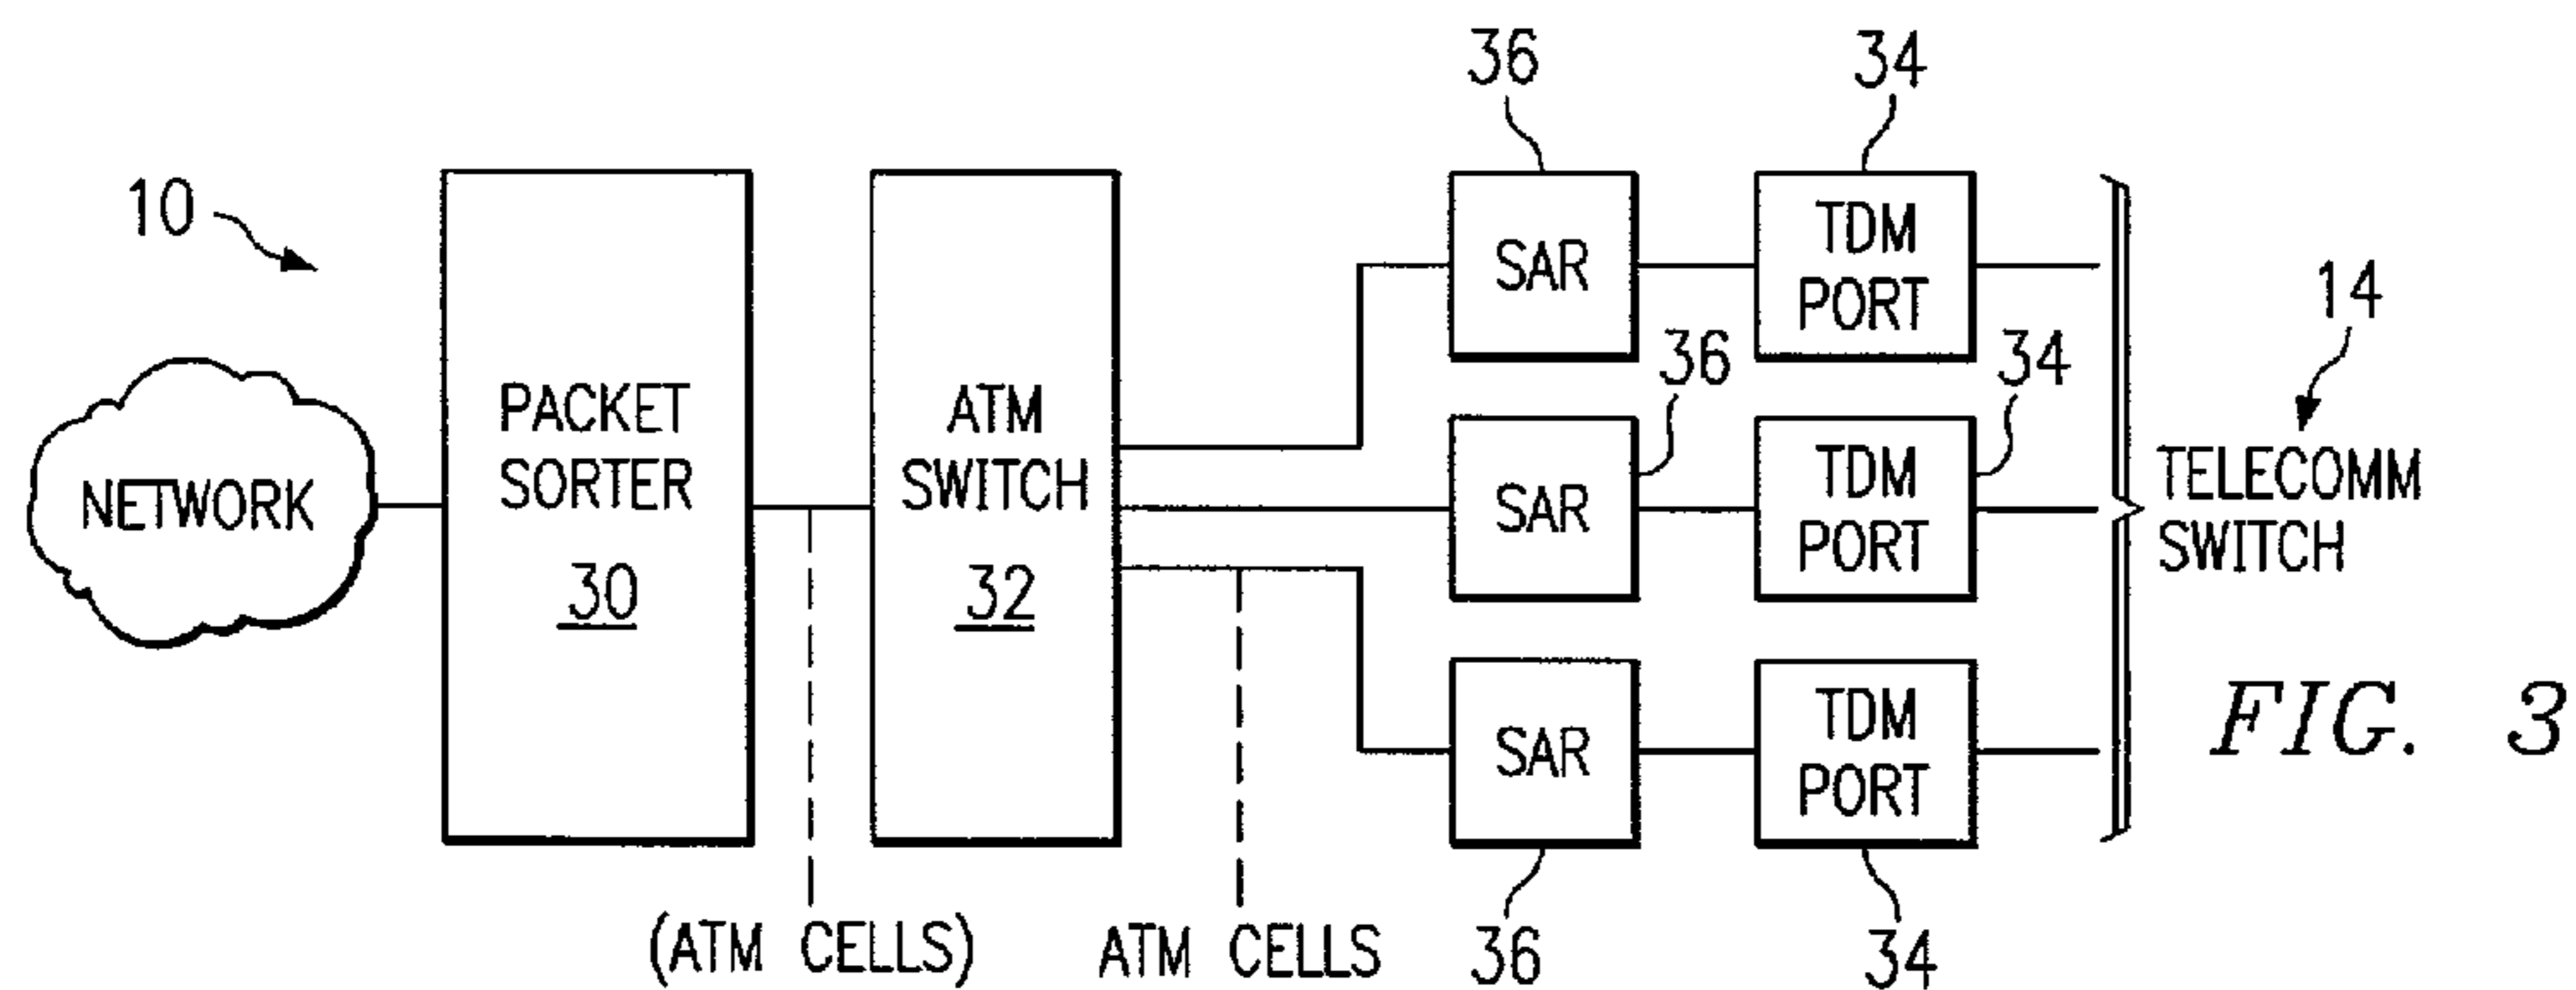 36
34
10
SAR
TDM
PORT
14
NETWORK
PACKET
SORTER
30
ATM
SWITCH
32
36
34
SAR
TDM
PORT
TELECOMM
SWITCH
SAR
TDM
PORT
FIG. 3
(ATM CELLS)
ATM CELLS
36
34